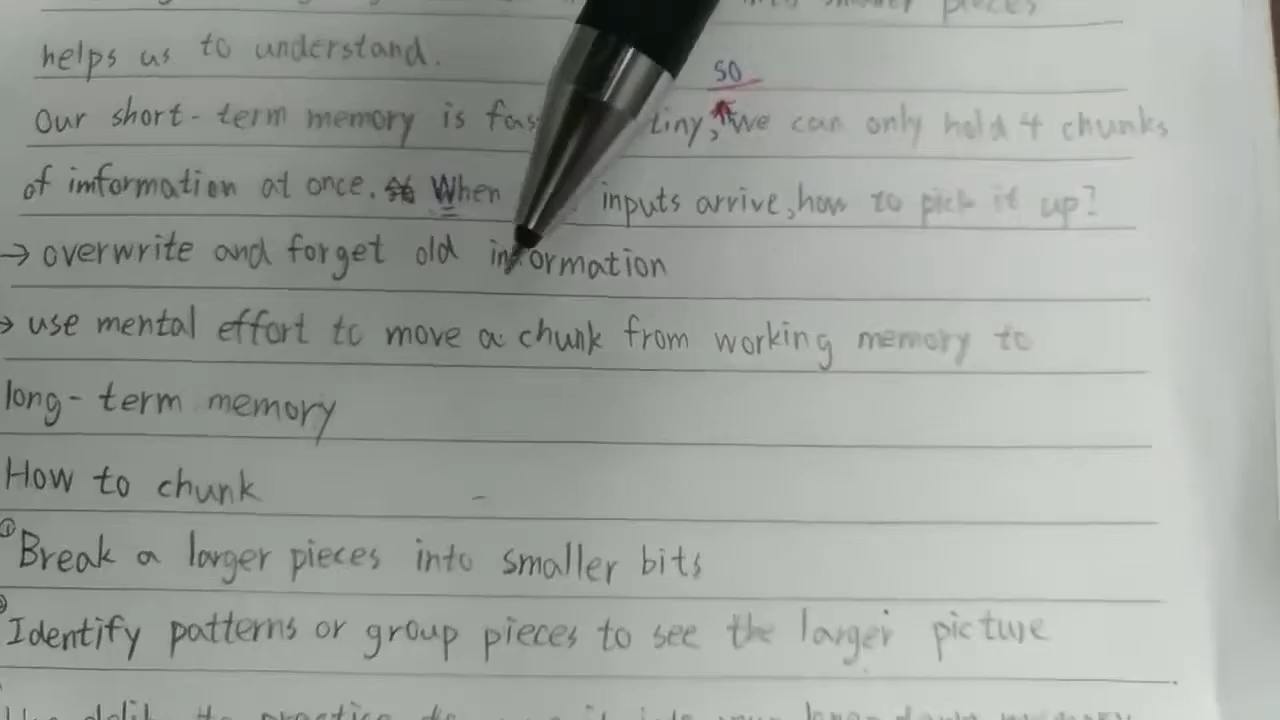 smaller pieces
helps us to understand.
so
Our short-term memory is fas tiny, We can only hold 4 chunks
of imformation at once. When inputs arrive, how to pick it up?
→ overwrite and forget old information
→ use mental effort to move a chunk from working memory to
long-term memory
How to chunk
① Break a larger pieces into smaller bits
② Identify patterns or group pieces to see the larger picture